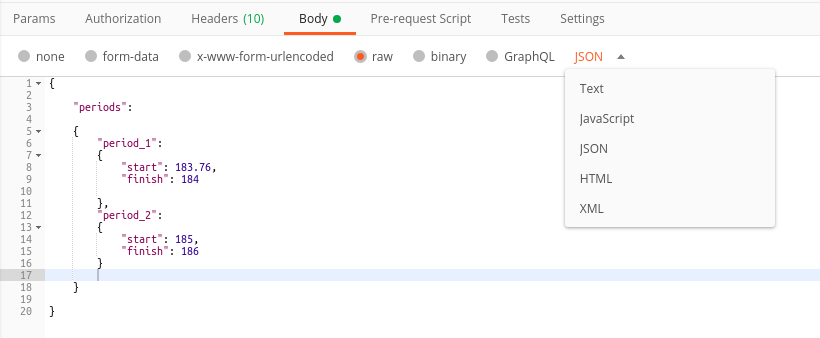 Params Authorization Headers (10) Body Pre-request Script Tests Settings
none form-data x-www-form-urlencoded raw binary GraphQL JSON
Text
JavaScript
JSON
HTML
XML
1 {
2
3 "periods":
4
5 {
6 "period_1":
7 {
8 "start": 183.76,
9 "finish": 184
10
11 },
12 "period_2":
13 {
14 "start": 185,
15 "finish": 186
16 }
17
18 }
19
20 }